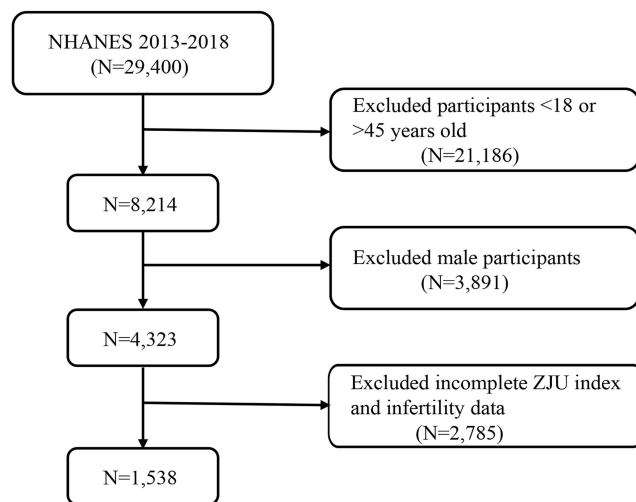 NHANES 2013-2018
(N=29,400)
Excluded participants <18 or
>45 years old
(N=21,186)
N=8,214
Excluded male participants
(N=3,891)
N=4,323
Excluded incomplete ZJU index
and infertility data
(N=2,785)
N=1,538